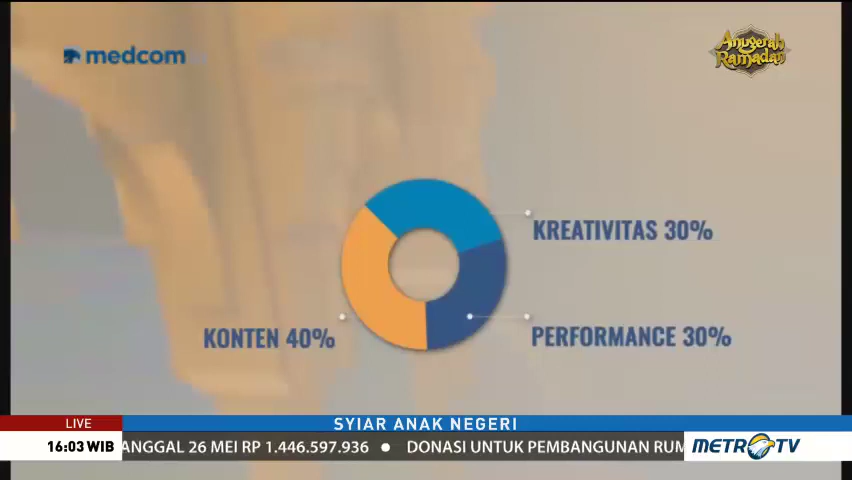 medcom
Anugerah
Ramadan
KREATIVITAS 30%
KONTEN 40%
PERFORMANCE 30%
LIVE
SYIAR ANAK NEGERI
16:03 WIB
ANGGAL 26 MEI RP 1.446.597.936 ● DONASI UNTUK PEMBANGUNAN RUM
METRO TV